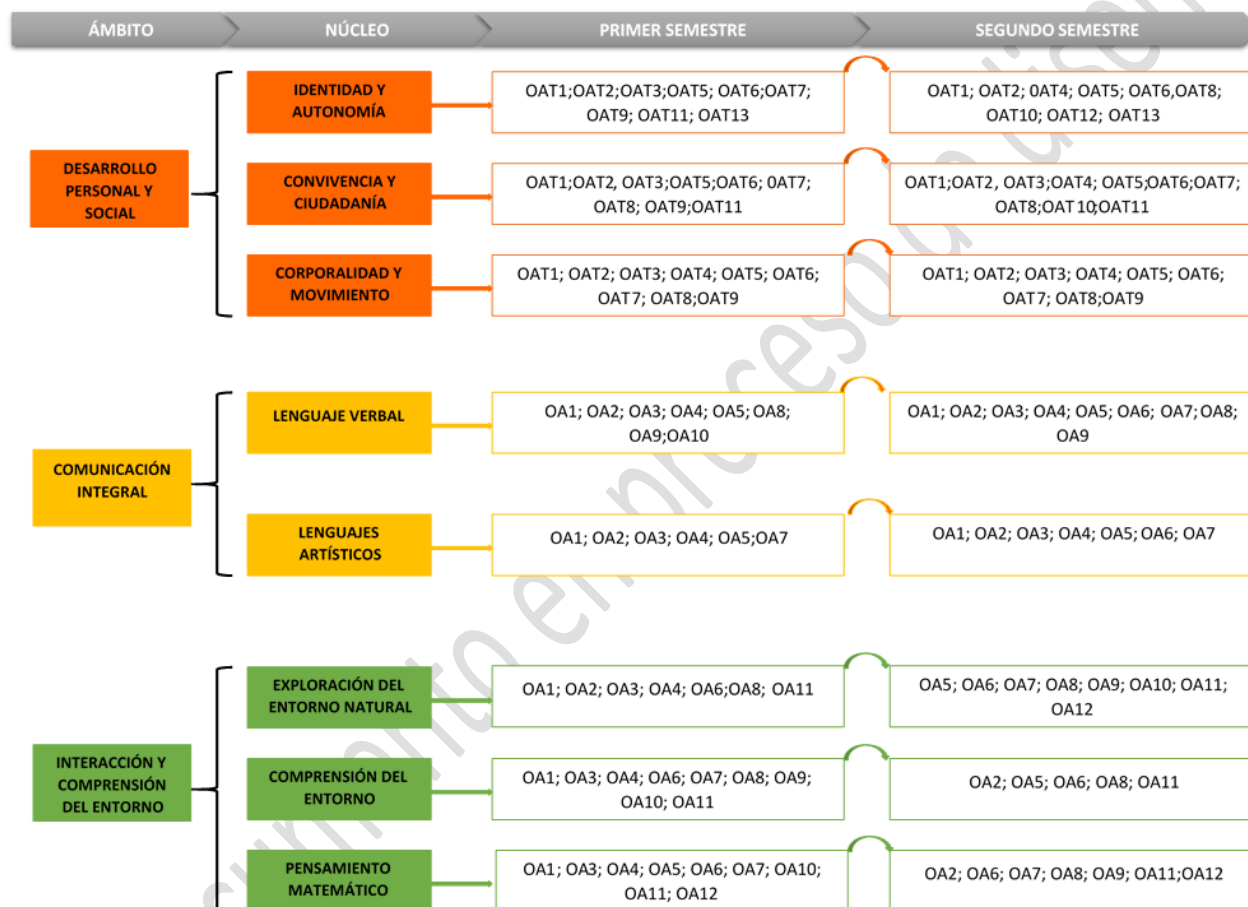 ÁMBITO
NÚCLEO
PRIMER SEMESTRE
SEGUNDO SEMESTRE
DESARROLLO
PERSONAL Y
SOCIAL
IDENTIDAD Y
AUTONOMÍA
OAT1;OAT2;OAT3;OAT5; OAT6;OAT7;
OAT9; OAT11; OAT13
OAT1; OAT2; 0AT4; OAT5; OAT6,OAT8;
OAT10; OAT12; OAT13
CONVIVENCIA Y
CIUDADANÍA
OAT1;OAT2, OAT3;OAT5;OAT6; 0AT7;
OAT8; OAT9;OAT11
OAT1;OAT2, OAT3;OAT4; OAT5;OAT6;OAT7;
OAT8;OAT 10;OAT11
CORPORALIDAD Y
MOVIMIENTO
OAT1; OAT2; OAT3; OAT4; OAT5; OAT6;
OAT7; OAT8;OAT9
OAT1; OAT2; OAT3; OAT4; OAT5; OAT6;
OAT7; OAT8;OAT9
COMUNICACIÓN
INTEGRAL
LENGUAJE VERBAL
OA1; OA2; OA3; OA4; OA5; OA8;
OA9;OA10
OA1; OA2; OA3; OA4; OA5; OA6; OA7; OA8;
OA9
LENGUAJES
ARTÍSTICOS
OA1; OA2; OA3; OA4; OA5;OA7
OA1; OA2; OA3; OA4; OA5; OA6; OA7
INTERACCIÓN Y
COMPRENSIÓN
DEL ENTORNO
EXPLORACIÓN DEL
ENTORNO NATURAL
OA1; OA2; OA3; OA4; OA6;OA8; OA11
OA5; OA6; OA7; OA8; OA9; OA10; OA11;
OA12
COMPRENSIÓN DEL
ENTORNO
OA1; OA3; OA4; OA6; OA7; OA8; OA9;
OA10; OA11
OA2; OA5; OA6; OA8; OA11
PENSAMIENTO
MATEMÁTICO
OA1; OA3; OA4; OA5; OA6; OA7; OA10;
OA11; OA12
OA2; OA6; OA7; OA8; OA9; OA11;OA12
en proceso d